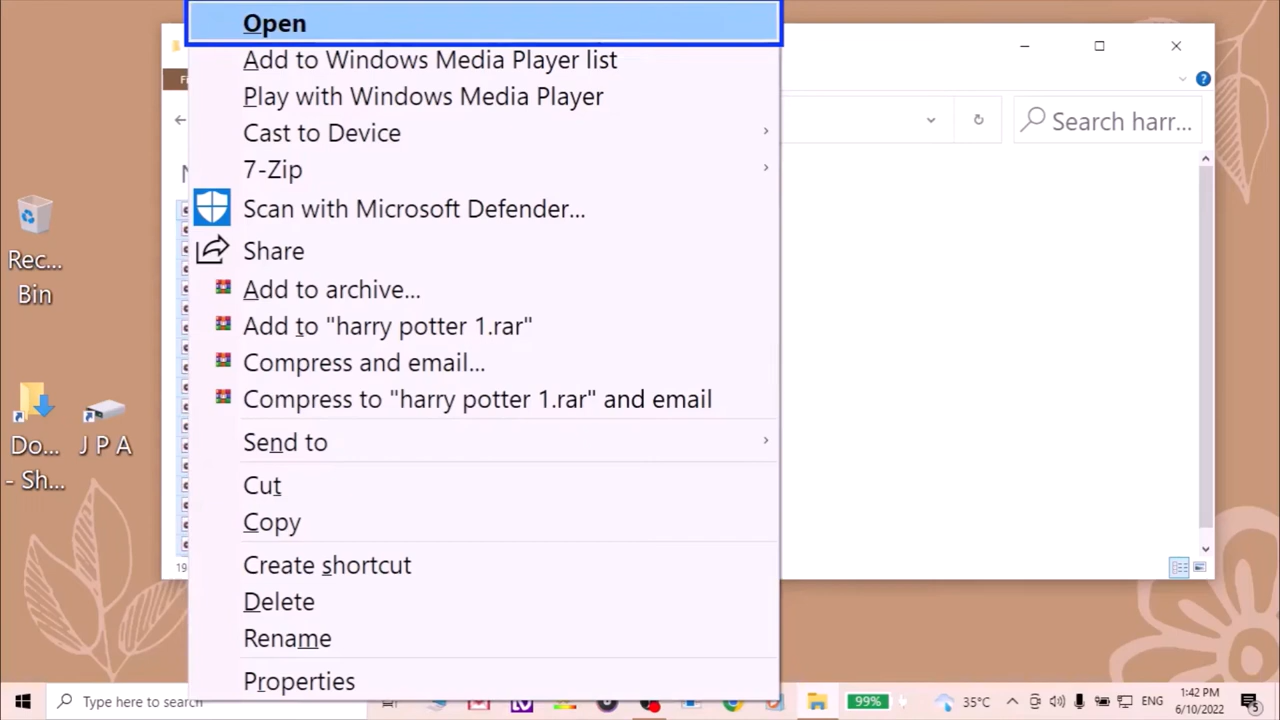 Open
Add to Windows Media Player list
Play with Windows Media Player
Cast to Device
7-Zip
Scan with Microsoft Defender...
Share
Add to archive...
Add to "harry potter 1.rar"
Compress and email...
Compress to "harry potter 1.rar" and email
Send to
Cut
Copy
Create shortcut
Delete
Rename
Properties
Search harr...
Rec...
Bin
Do...
- Sh...
J P A
19
Type here to search
99%
35°C
ENG
1:42 PM
6/10/2022
5